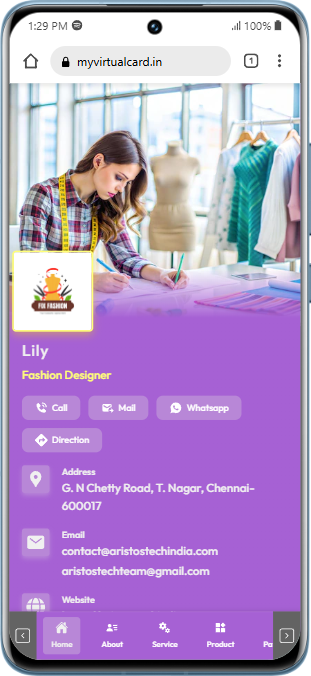 1:29 PM 100%
myvirtualcard.in 1
FIX FASHION
Lily
Fashion Designer
Call Mail Whatsapp
Direction
Address
G. N Chetty Road, T. Nagar, Chennai-
600017
Email
contact@aristostechindia.com
aristostechteam@gmail.com
Website
Home About Service Product Pa